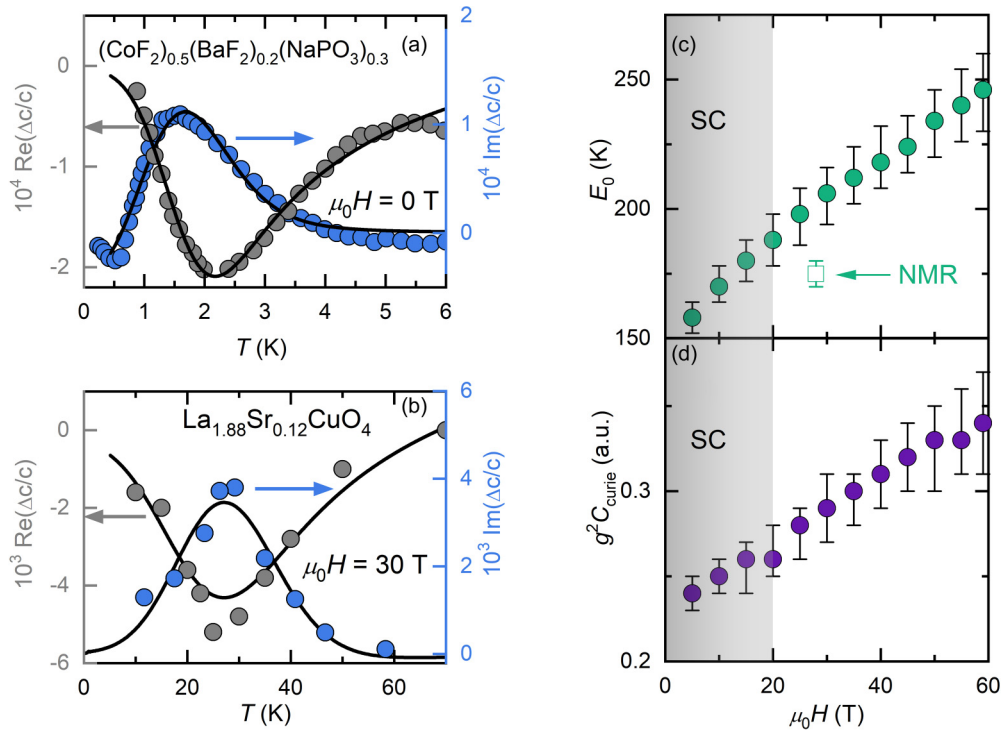 (a)
(CoF2)0.5(BaF2)0.2(NaPO3)0.3
μ0H = 0 T
10^4 Re(Δc/c)
0
-1
-2
10^4 Im(Δc/c)
2
1
0
0 1 2 3 4 5 6
T (K)
(b)
La1.88Sr0.12CuO4
μ0H = 30 T
10^3 Re(Δc/c)
0
-2
-4
-6
10^3 Im(Δc/c)
6
4
2
0
0 20 40 60
T (K)
(c)
SC
NMR
E0 (K)
250
200
150
(d)
SC
g^2Ccurie (a.u.)
0.3
0.2
0 20 40 60
μ0H (T)